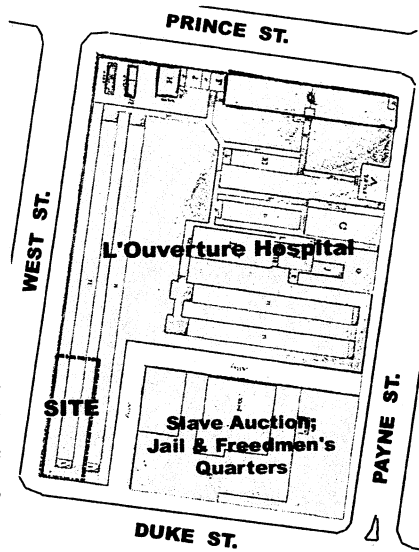 PRINCE ST.
WEST ST.
L'Ouverture Hospital
SITE
Slave Auction;
Jail & Freedmen's
Quarters
PAYNE ST.
DUKE ST.